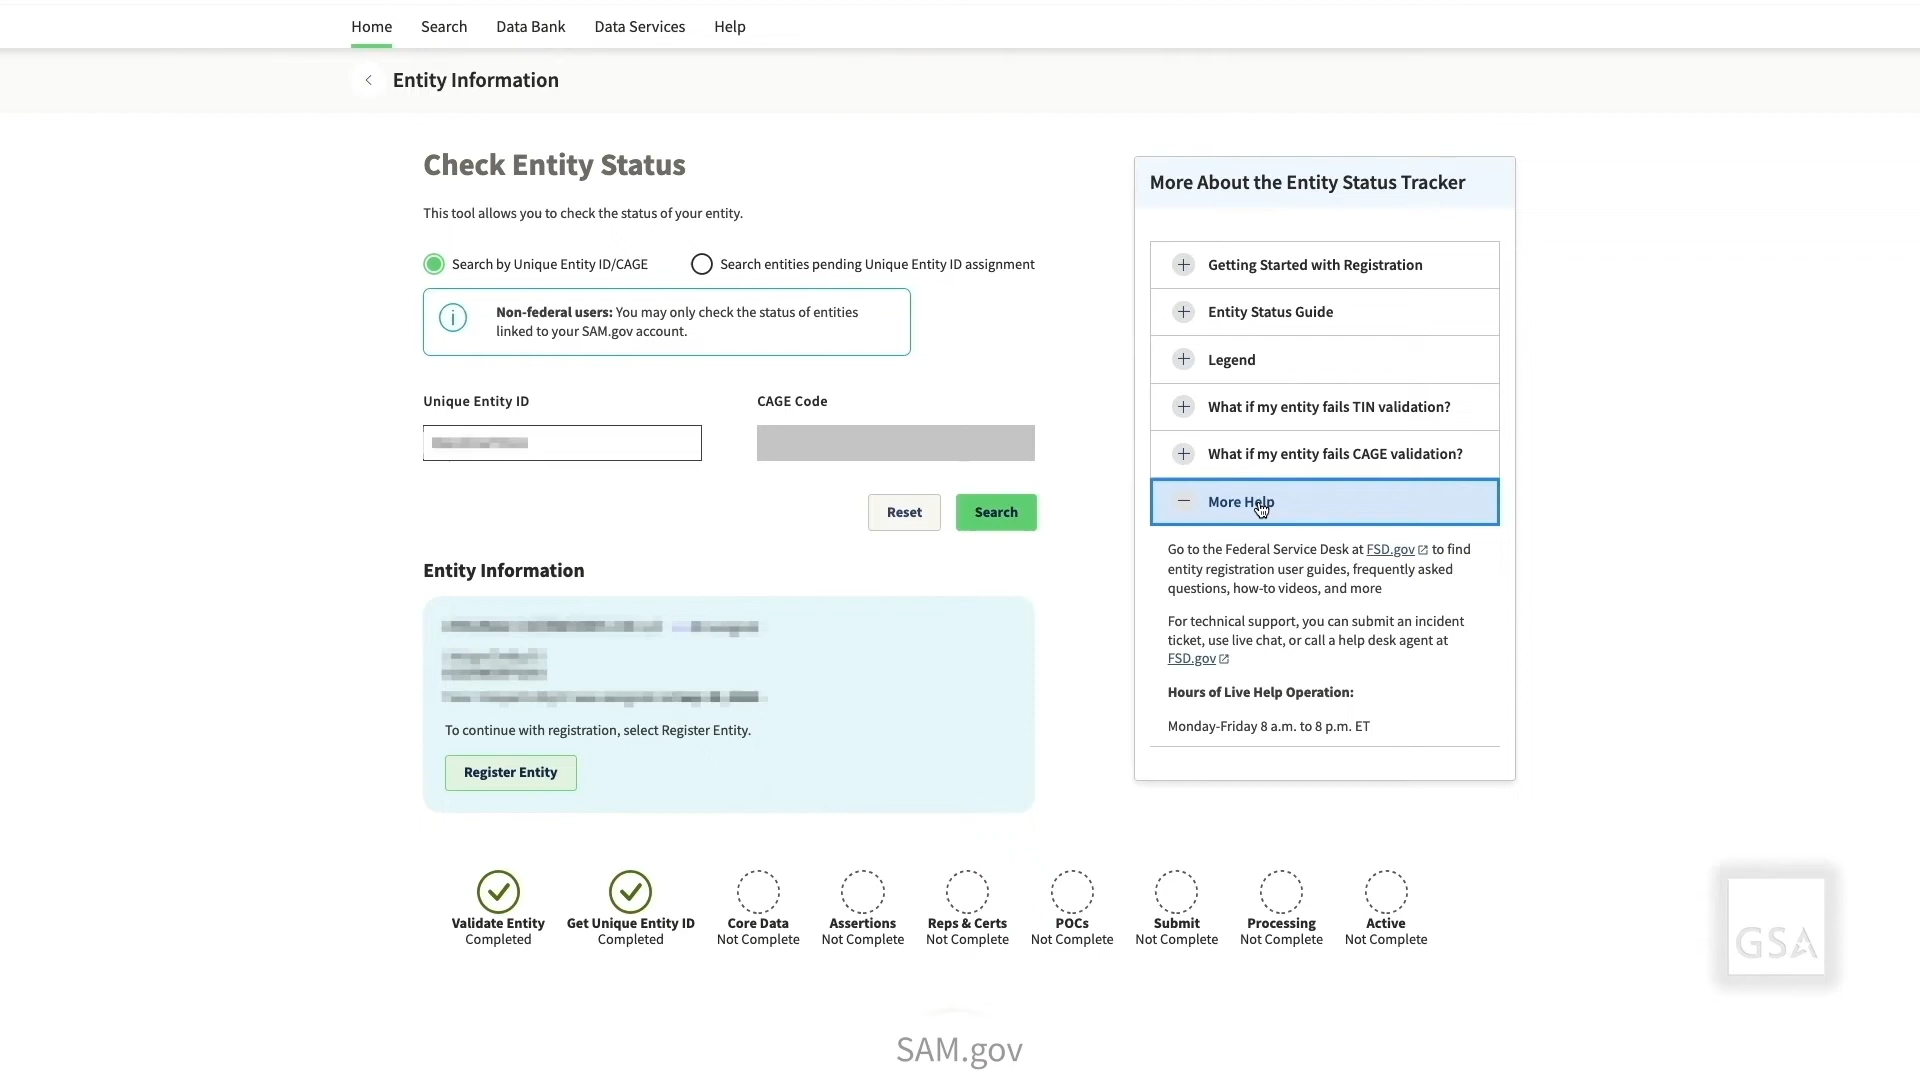 Home Search Data Bank Data Services Help
Entity Information
Check Entity Status
This tool allows you to check the status of your entity.
Search by Unique Entity ID/CAGE Search entities pending Unique Entity ID assignment
Non-federal users: You may only check the status of entities
linked to your SAM.gov account.
Unique Entity ID CAGE Code
Reset Search
Entity Information
To continue with registration, select Register Entity.
Register Entity
More About the Entity Status Tracker
Getting Started with Registration
Entity Status Guide
Legend
What if my entity fails TIN validation?
What if my entity fails CAGE validation?
More Help
Go to the Federal Service Desk at FSD.gov to find
entity registration user guides, frequently asked
questions, how-to videos, and more
For technical support, you can submit an incident
ticket, use live chat, or call a help desk agent at
FSD.gov
Hours of Live Help Operation:
Monday-Friday 8 a.m. to 8 p.m. ET
Validate Entity Get Unique Entity ID Core Data Assertions Reps & Certs POCs Submit Processing Active
Completed Completed Not Complete Not Complete Not Complete Not Complete Not Complete Not Complete Not Complete
GSA
SAM.gov